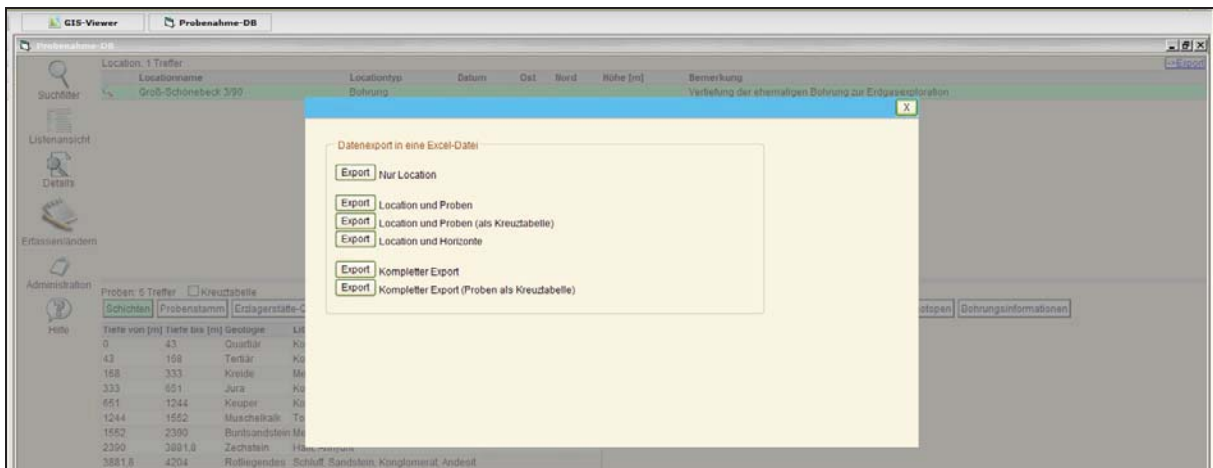 GIS-Viewer Probenahme-DB
Probenahme-DB
Location: 1 Treffer ->Export
Locationname Locationtyp Datum Ost Nord Höhe [m] Bemerkung
Groß-Schönebeck 3/90 Bohrung Vertiefung der ehemaligen Bohrung zur Erdgasexploration
Suchfilter
Listenansicht
Details
Erfassen/ändern
Administration
Hilfe
X
Datenexport in eine Excel-Datei
Export Nur Location
Export Location und Proben
Export Location und Proben (als Kreuztabelle)
Export Location und Horizonte
Export Kompletter Export
Export Kompletter Export (Proben als Kreuztabelle)
Proben: 6 Treffer Kreuztabelle
Schichten Probenstamm Bohrungsinformationen
Tiefe von [m] Tiefe bis [m] Geologie
0 43 Quartiär
43 168 Tertiär
168 333 Kreide
333 651 Jura
651 1244 Keuper
1244 1552 Muschelkalk
1552 2390 Buntsandstein
2390 3881,8 Zechstein
3881,8 4204 Rotliegendes Schluff, Sandstein, Konglomerat, Andesit